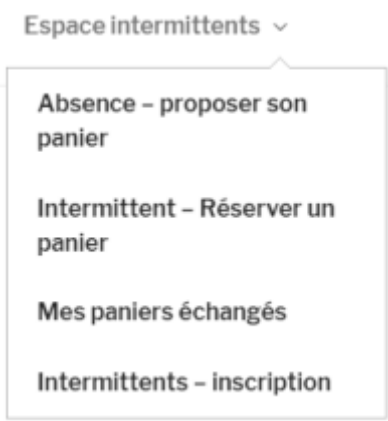 Espace intermittents
Absence – proposer son
panier
Intermittent – Réserver un
panier
Mes paniers échangés
Intermittents – inscription